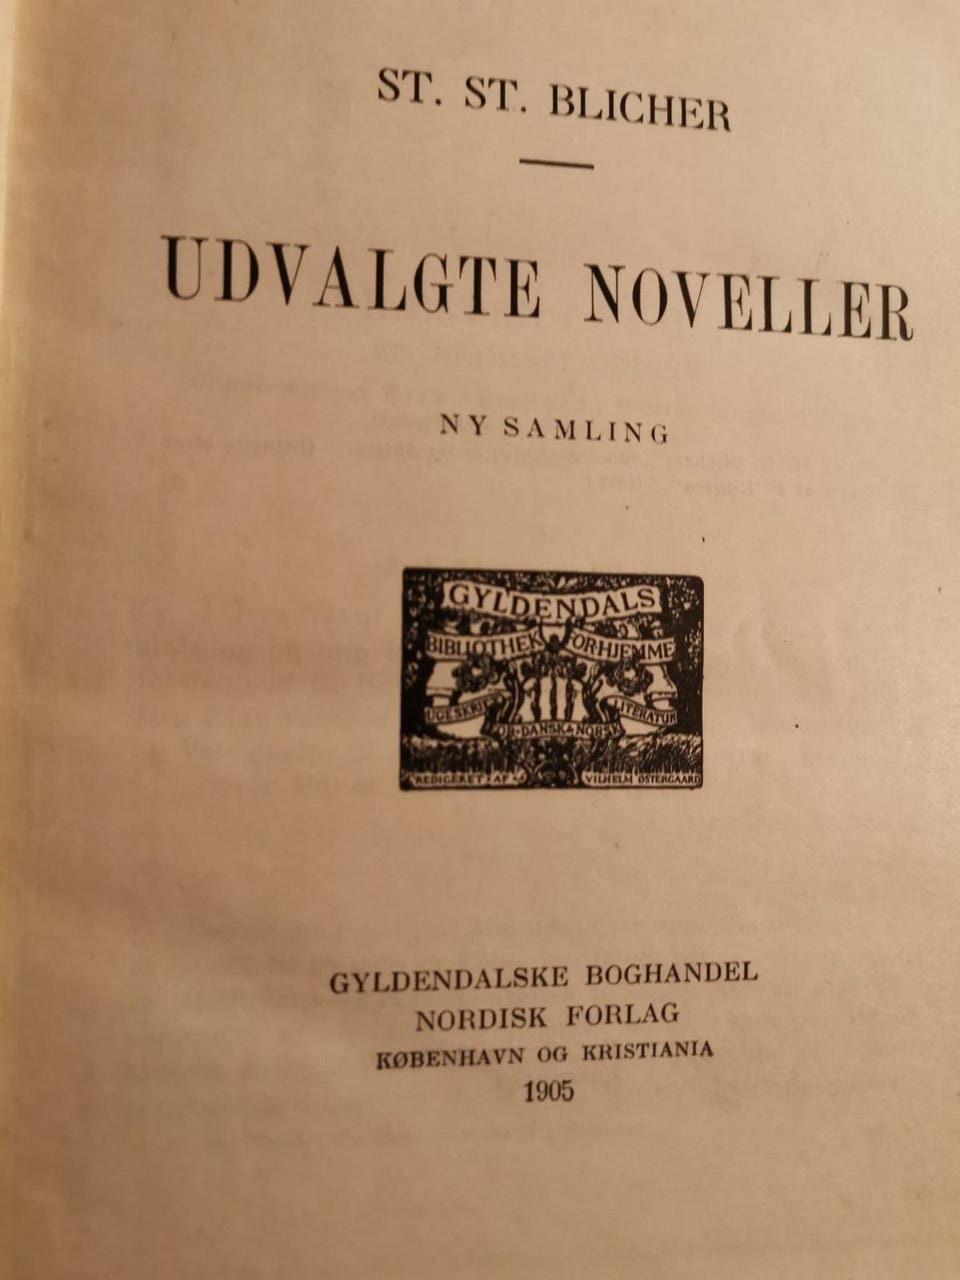 ST. ST. BLICHER
UDVALGTE NOVELLER
NY SAMLING
GYLDENDALS
BIBLIOTHEK FOR·HJEMME
UGESKRIFT LITERATUR
FOR·DANSK&NORSK
REDIGERET·AF· VILHELM ØSTERGAARD
GYLDENDALSKE BOGHANDEL
NORDISK FORLAG
KØBENHAVN OG KRISTIANIA
1905